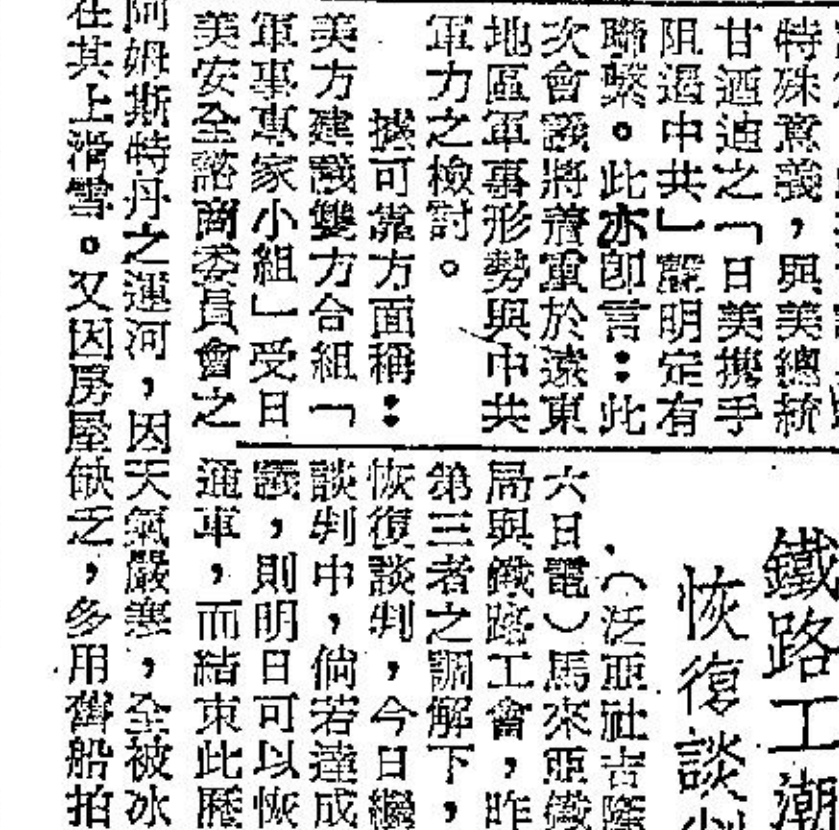 特殊意義，與美總統
甘迺迪之「日美携手
阻遏中共」聲明定有
聯繫。此亦卽言：此
次會議將着重於遠東
地區軍事形勢與中共
軍力之檢討。
據可靠方面稱：
美方建議雙方合組「
軍事專家小組」受日
美安全諮商委員會之
鐵路工潮
恢復談判
（泛亞社吉隆
六日電）馬來亞鐵
局與鐵路工會，昨
第三者之調解下，
恢復談判，今日繼
談判中，倘若達成
議，則明日可以恢
通車，而結束此歷
阿姆斯特丹之運河，因天氣嚴寒，全被冰
在其上滑雪。又因房屋缺乏，多用舊船拍